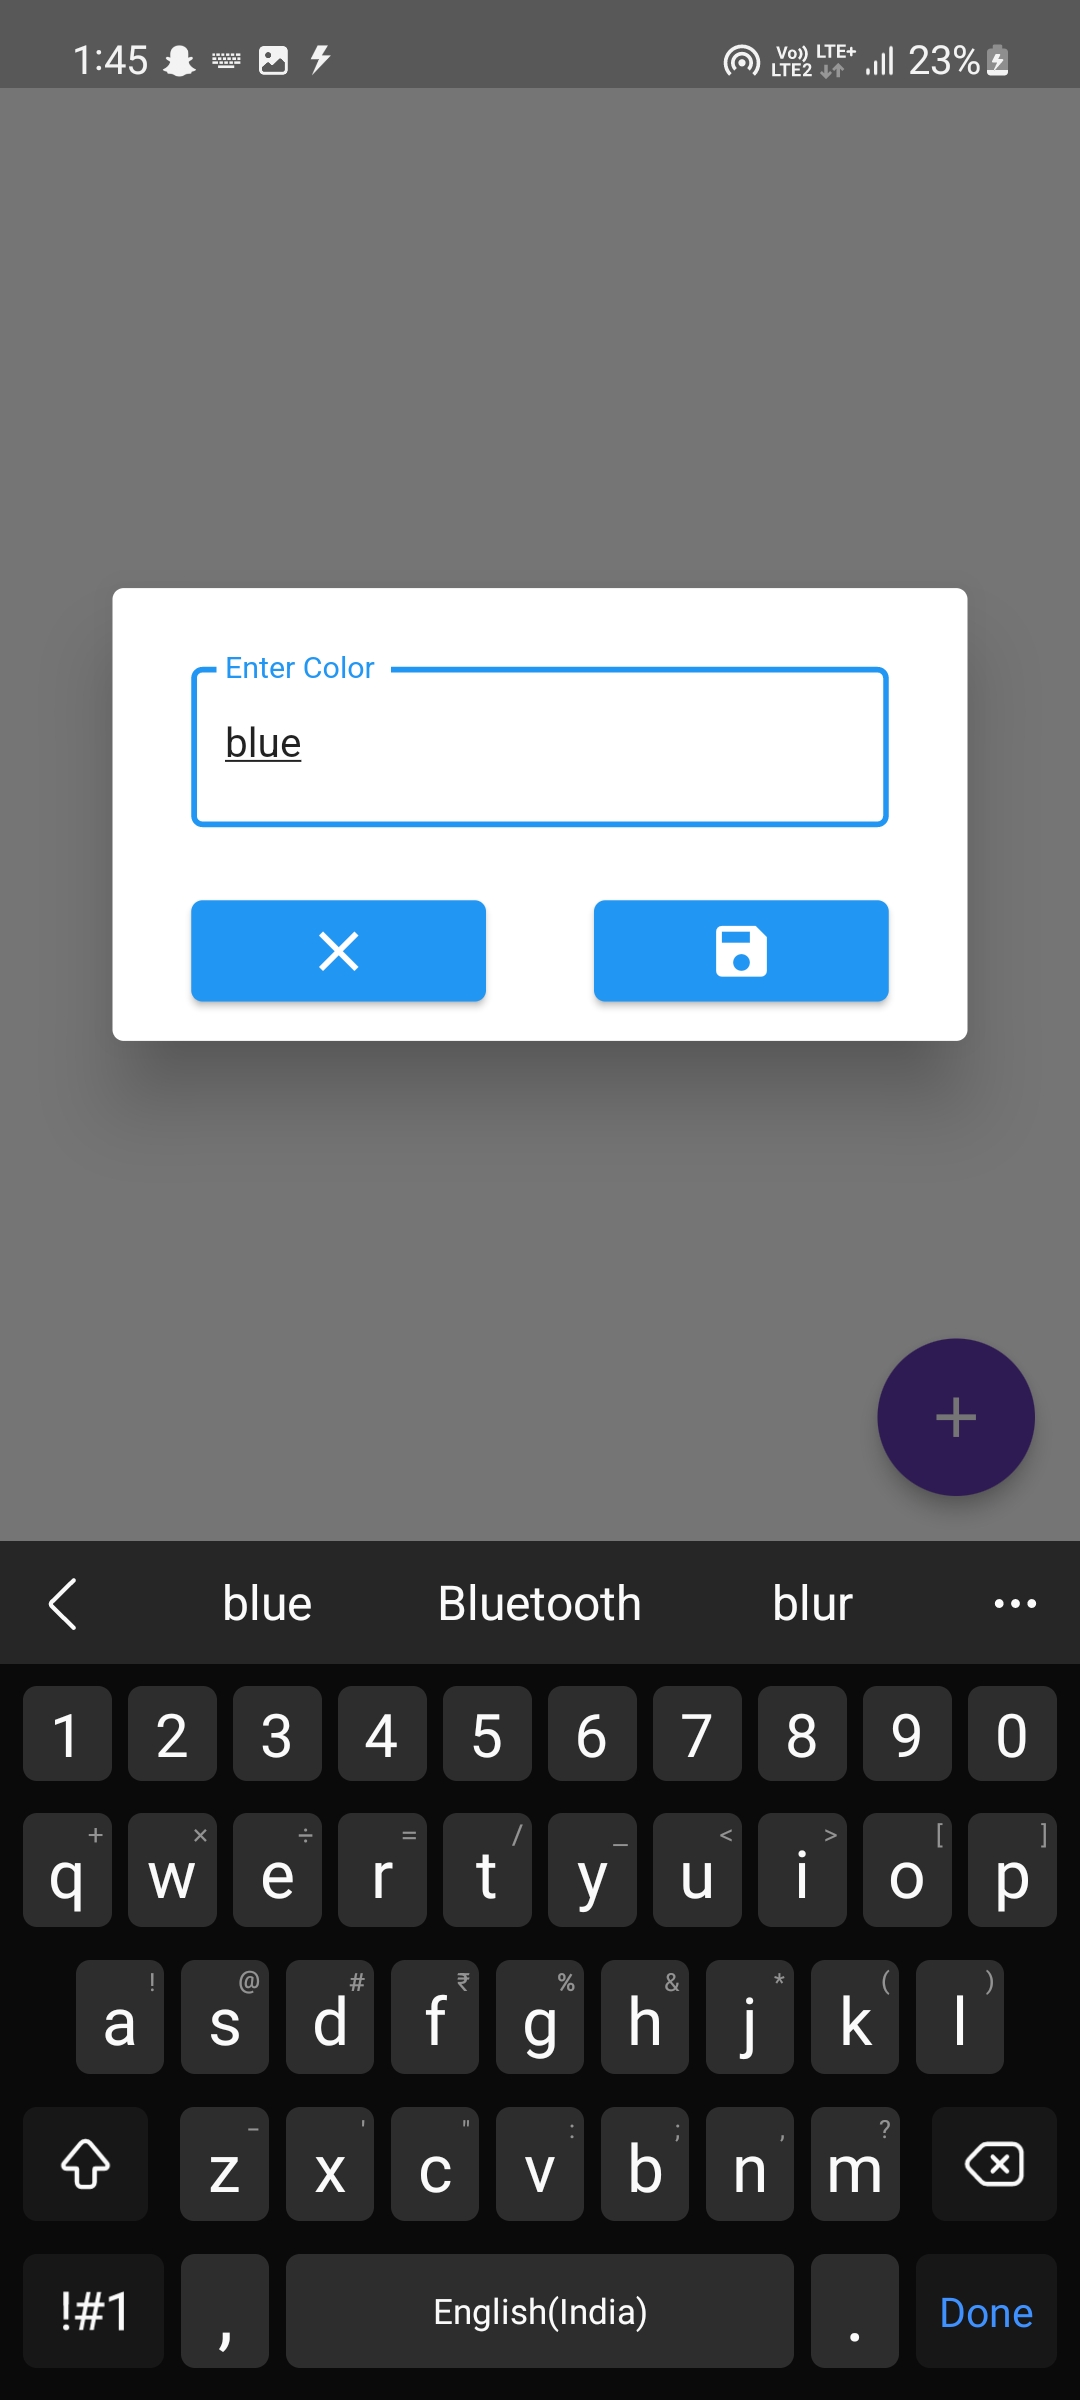 1:45 Vo)) LTE2 LTE+ 23%
Enter Color
blue
+
blue Bluetooth blur ...
1 2 3 4 5 6 7 8 9 0
+ × ÷ = / _ < > [ ]
q w e r t y u i o p
! @ # ₹ % & * ( )
a s d f g h j k l
- ' " : ; , ?
z x c v b n m
!#1 , English(India) . Done